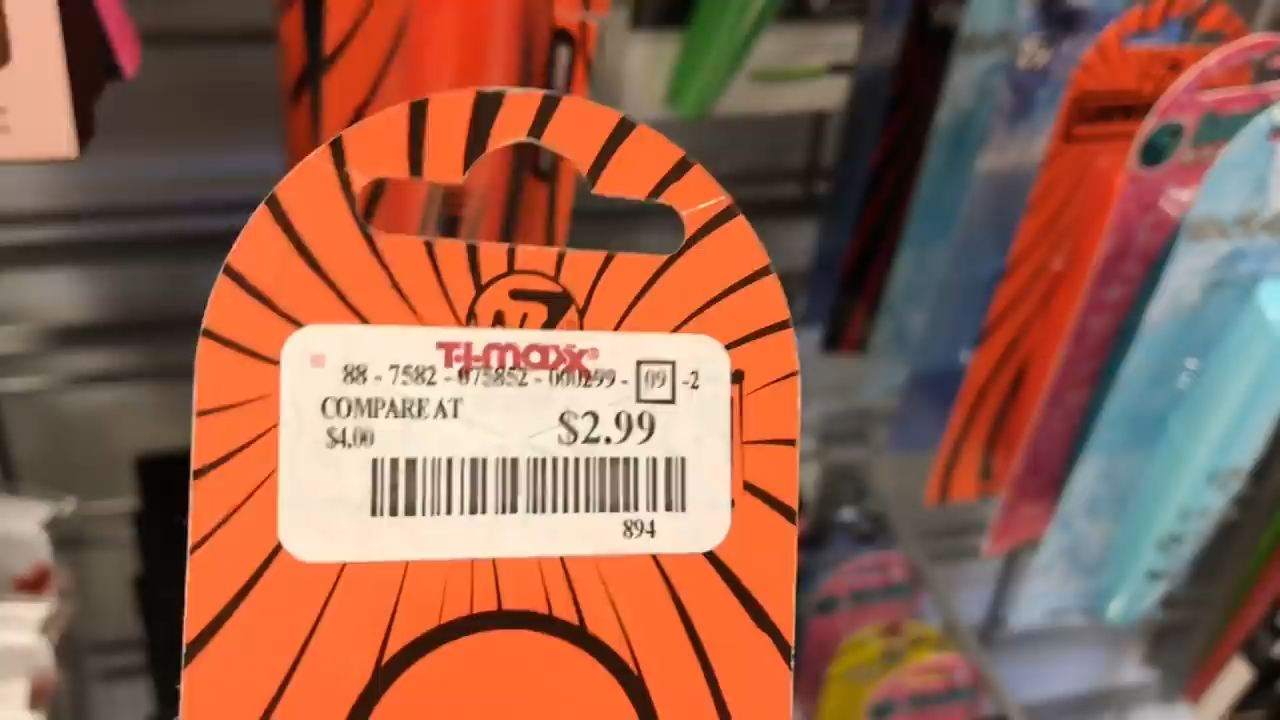 T·J·maxx®
88 - 7582 - 075852 - 000299 - 09 -2
COMPARE AT
$4.00
$2.99
894